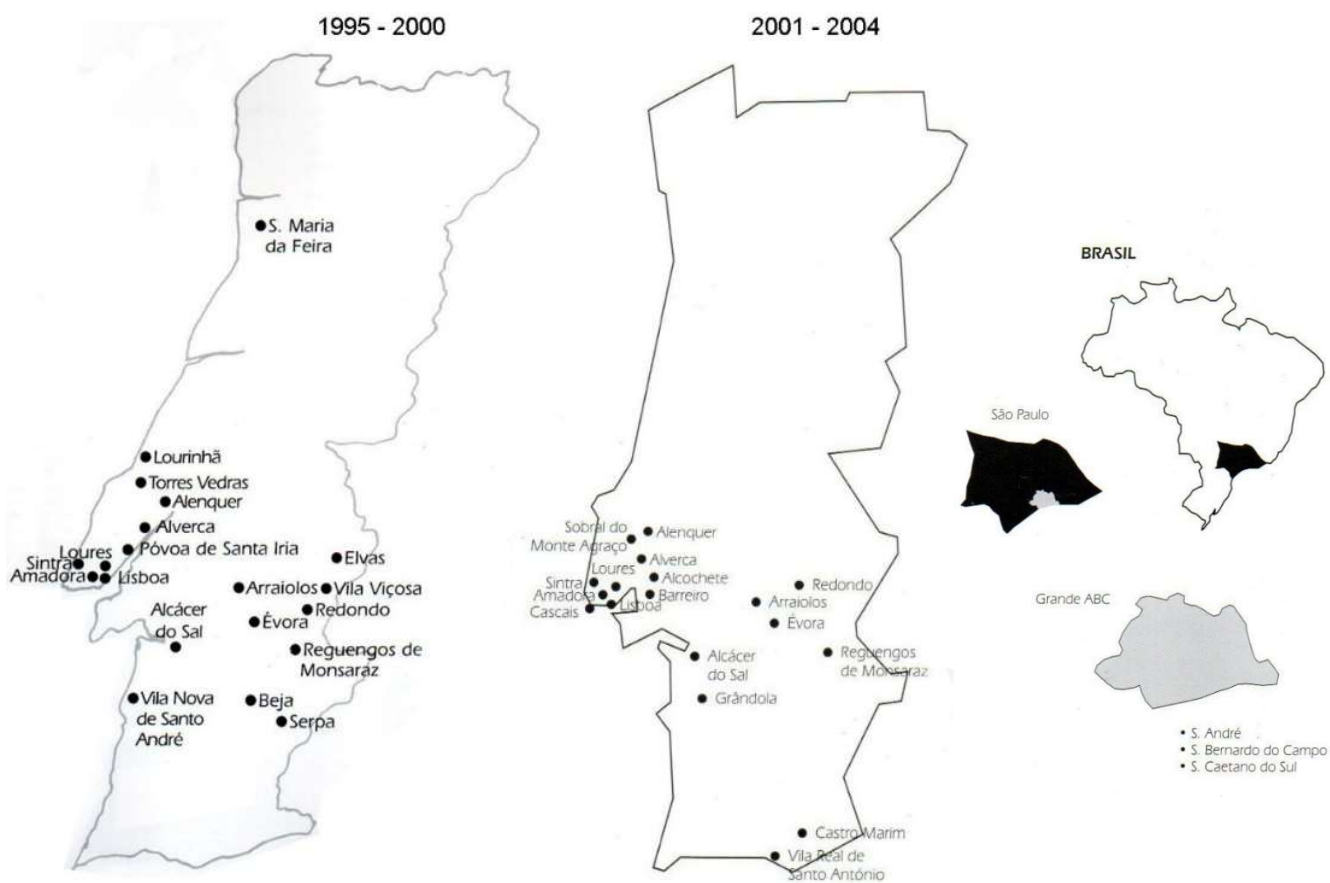 1995 - 2000
S. Maria
da Feira
Lourinhã
Torres Vedras
Alenquer
Alverca
Póvoa de Santa Iria
Loures
Sintra
Amadora
Lisboa
Elvas
Arraiolos
Vila Viçosa
Redondo
Évora
Alcácer
do Sal
Reguengos de
Monsaraz
Vila Nova
de Santo
André
Beja
Serpa
2001 - 2004
Sobral do
Monte Agraço
Alenquer
Alverca
Loures
Alcochete
Sintra
Amadora
Barreiro
Cascais
Lisboa
Redondo
Arraiolos
Évora
Alcácer
do Sal
Reguengos
de Monsaraz
Grândola
Castro Marim
Vila Real de
Santo António
BRASIL
São Paulo
Grande ABC
• S. André
• S. Bernardo do Campo
• S. Caetano do Sul